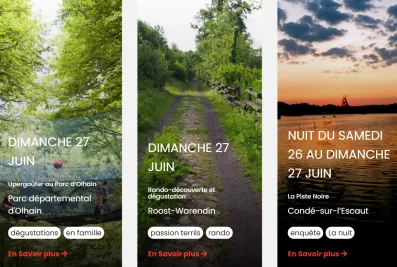 DIMANCHE 27
JUIN
Upergoûter au Parc d'Olhain
Parc départemental
d'Olhain
dégustations
en famille
En Savoir plus →
DIMANCHE 27
JUIN
Rando-découverte et
dégustation
Roost-Warendin
passion terrils
rando
En Savoir plus →
NUIT DU SAMEDI
26 AU DIMANCHE
27 JUIN
La Piste Noire
Condé-sur-l'Escaut
enquête
La nuit
En Savoir plus →